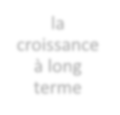 la
croissance
à long
terme